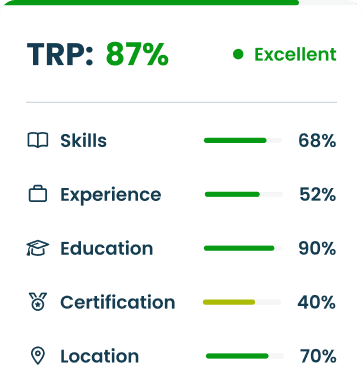 TRP: 87% Excellent
Skills 68%
Experience 52%
Education 90%
Certification 40%
Location 70%